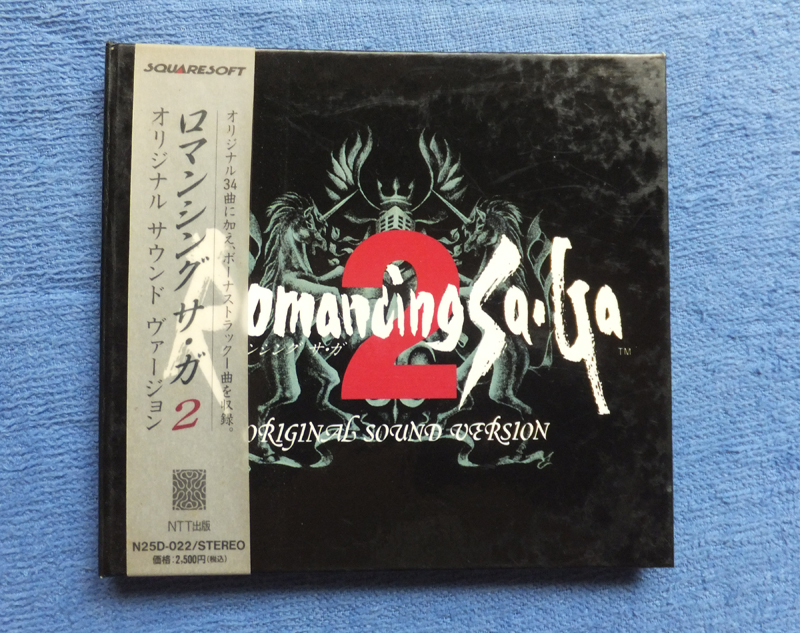 SQUARESOFT
オリジナル34曲に加え、ボーナストラック一曲を収録。
ロマンシング サ・ガ 2
オリジナル サウンド ヴァージョン
NTT出版
N25D-022/STEREO
価格:2,500円(税込)
2
Romancing Sa・Ga
TM
ンシング サ・ガ
ORIGINAL SOUND VERSION